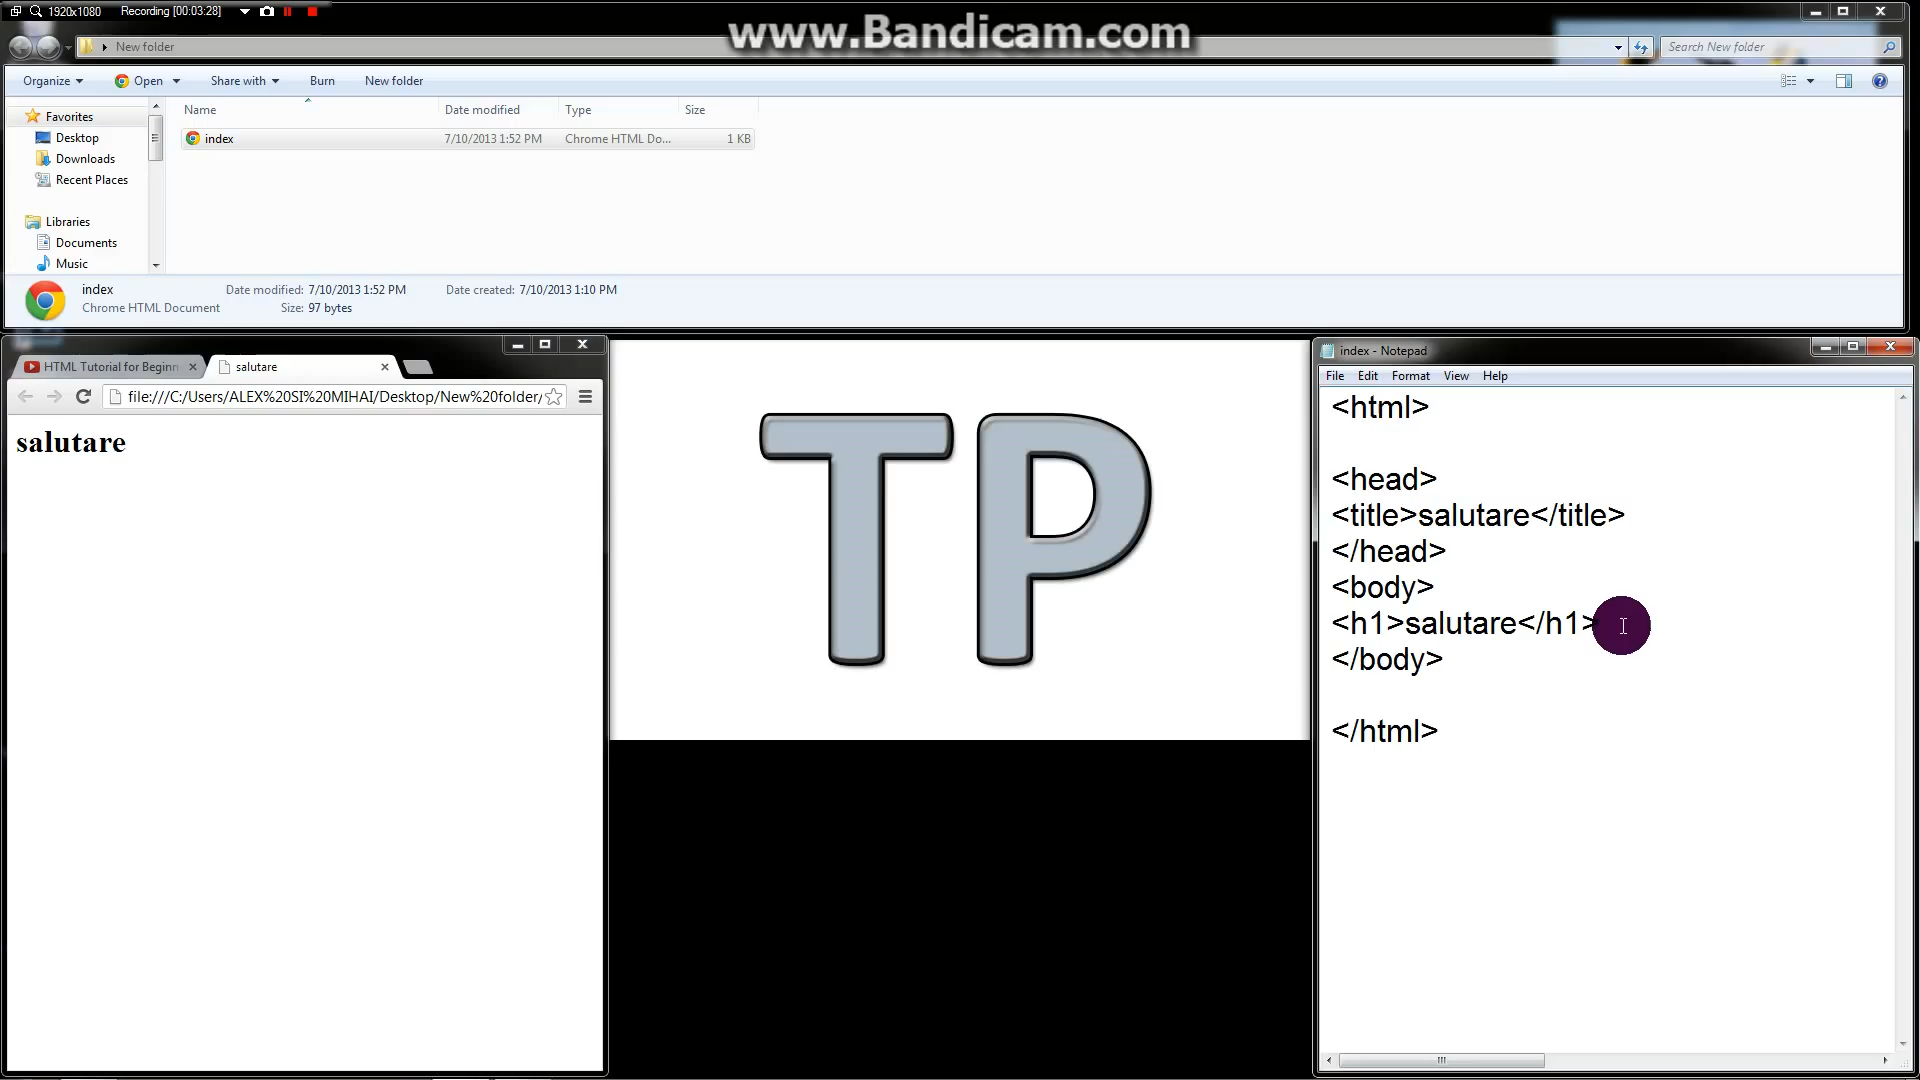 1920x1080 Recording [00:03:28]
www.Bandicam.com
New folder
Search New folder
Organize Open Share with Burn New folder
Name Date modified Type Size
Favorites
index 7/10/2013 1:52 PM Chrome HTML Do... 1 KB
Desktop
Downloads
Recent Places
Libraries
Documents
Music
index Date modified: 7/10/2013 1:52 PM Date created: 7/10/2013 1:10 PM
Chrome HTML Document Size: 97 bytes
HTML Tutorial for Beginn
salutare
file:///C:/Users/ALEX%20SI%20MIHAI/Desktop/New%20folder/
salutare
TP
index - Notepad
File Edit Format View Help
<html>
<head>
<title>salutare</title>
</head>
<body>
<h1>salutare</h1>
</body>
</html>